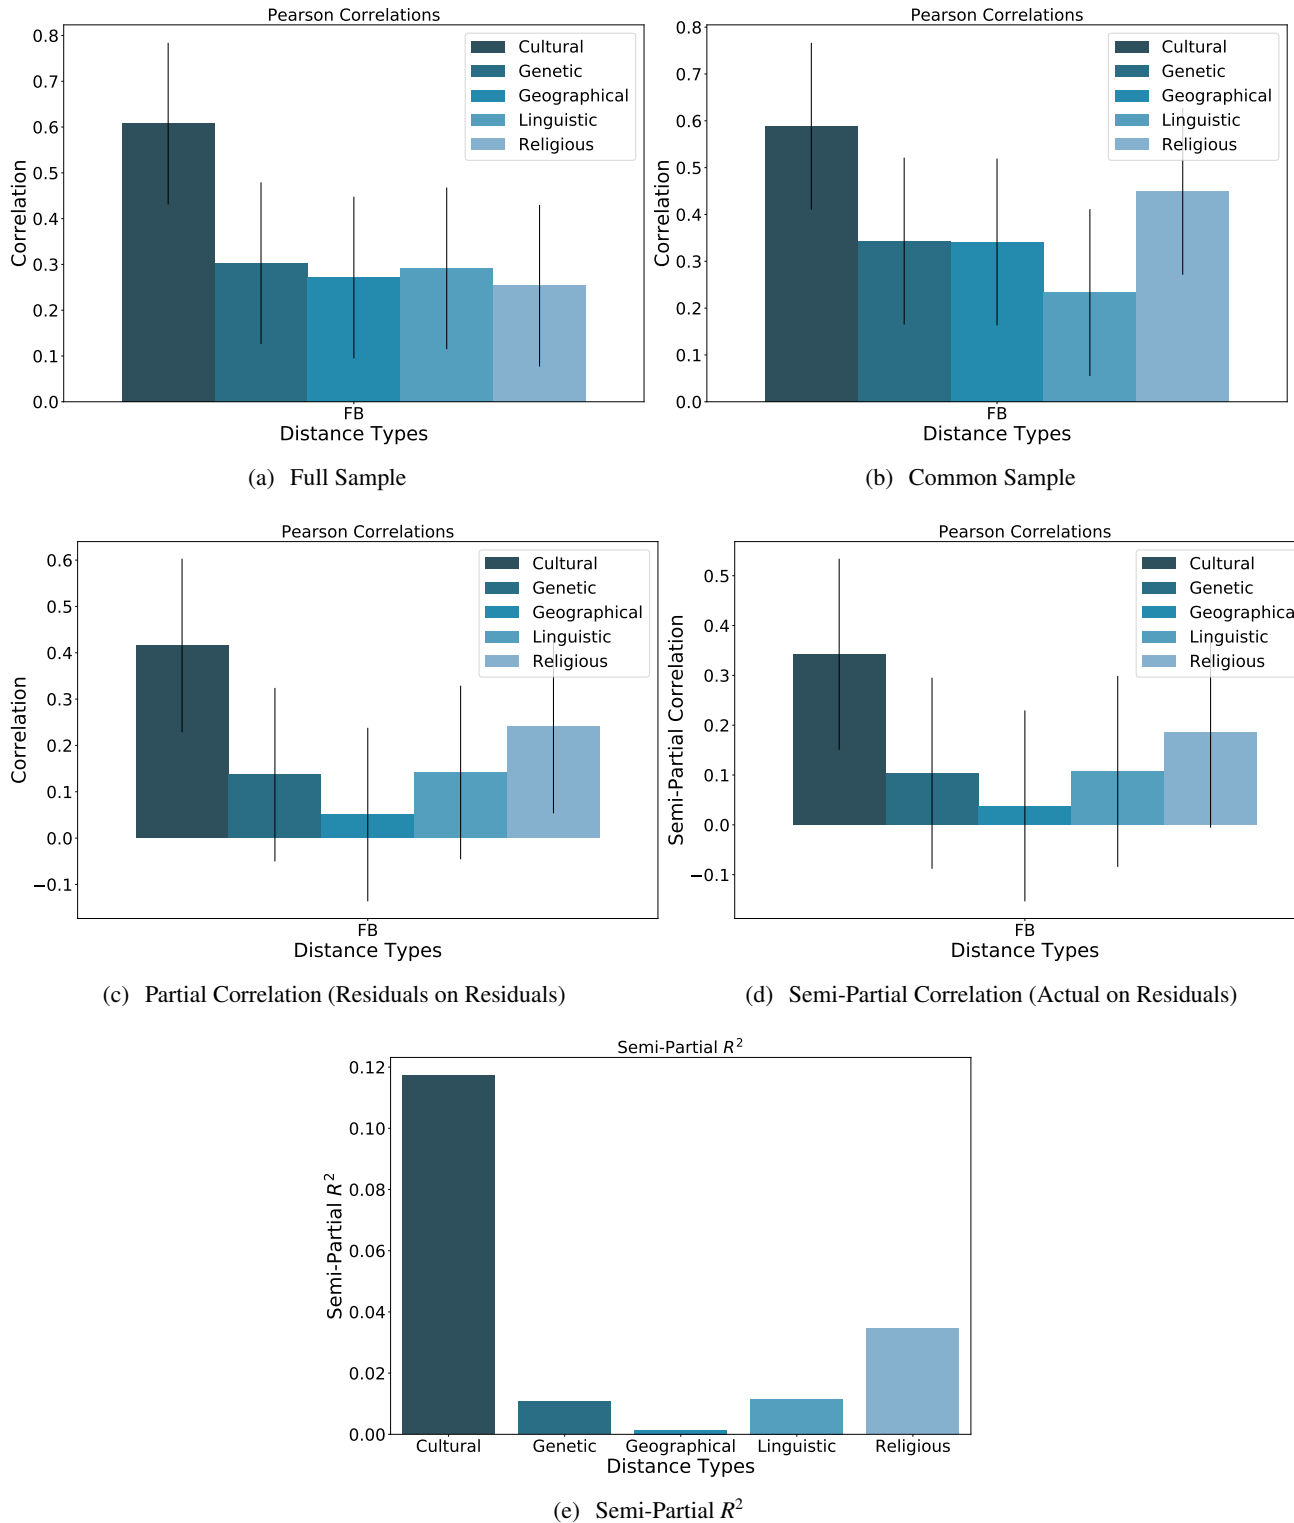 Pearson Correlations
0.8
0.7
0.6
0.5
0.4
0.3
0.2
0.1
0.0
Correlation
Cultural
Genetic
Geographical
Linguistic
Religious
FB
Distance Types
(a) Full Sample
Pearson Correlations
0.8
0.7
0.6
0.5
0.4
0.3
0.2
0.1
0.0
Correlation
Cultural
Genetic
Geographical
Linguistic
Religious
FB
Distance Types
(b) Common Sample
Pearson Correlations
0.6
0.5
0.4
0.3
0.2
0.1
0.0
−0.1
Correlation
Cultural
Genetic
Geographical
Linguistic
Religious
FB
Distance Types
(c) Partial Correlation (Residuals on Residuals)
Pearson Correlations
0.5
0.4
0.3
0.2
0.1
0.0
−0.1
Semi-Partial Correlation
Cultural
Genetic
Geographica
Linguistic
Religious
FB
Distance Types
(d) Semi-Partial Correlation (Actual on Residuals)
Semi-Partial R²
0.12
0.10
0.08
0.06
0.04
0.02
0.00
Semi-Partial R²
Cultural Genetic Geographical Linguistic Religious
Distance Types
(e) Semi-Partial R²